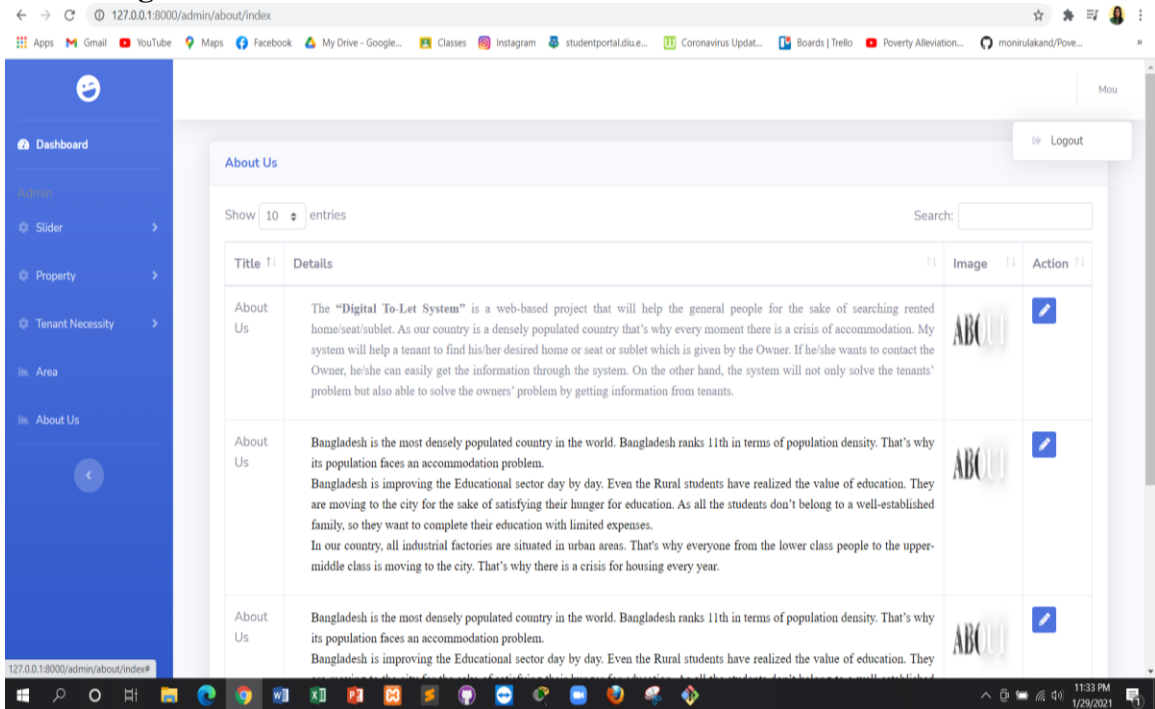 127.0.0.1:8000/admin/about/index
Apps Gmail YouTube Maps Facebook My Drive - Google... Classes Instagram studentportal.diu.e... Coronavirus Updat... Boards | Trello Poverty Alleviation... monirulakand/Pove... »
Mou
Logout
Dashboard
Admin
Slider
Property
Tenant Necessity
Area
About Us
About Us
Show 10 entries
Search:
Title Details Image Action
About Us
The “Digital To-Let System” is a web-based project that will help the general people for the sake of searching rented
home/seat/sublet. As our country is a densely populated country that’s why every moment there is a crisis of accommodation. My
system will help a tenant to find his/her desired home or seat or sublet which is given by the Owner. If he/she wants to contact the
Owner, he/she can easily get the information through the system. On the other hand, the system will not only solve the tenants’
problem but also able to solve the owners’ problem by getting information from tenants.
ABOUT
About Us
Bangladesh is the most densely populated country in the world. Bangladesh ranks 11th in terms of population density. That’s why
its population faces an accommodation problem.
Bangladesh is improving the Educational sector day by day. Even the Rural students have realized the value of education. They
are moving to the city for the sake of satisfying their hunger for education. As all the students don’t belong to a well-established
family, so they want to complete their education with limited expenses.
In our country, all industrial factories are situated in urban areas. That's why everyone from the lower class people to the upper-
middle class is moving to the city. That’s why there is a crisis for housing every year.
ABOUT
About Us
Bangladesh is the most densely populated country in the world. Bangladesh ranks 11th in terms of population density. That’s why
its population faces an accommodation problem.
Bangladesh is improving the Educational sector day by day. Even the Rural students have realized the value of education. They
ABOUT
127.0.0.1:8000/admin/about/index#
11:33 PM
1/29/2021